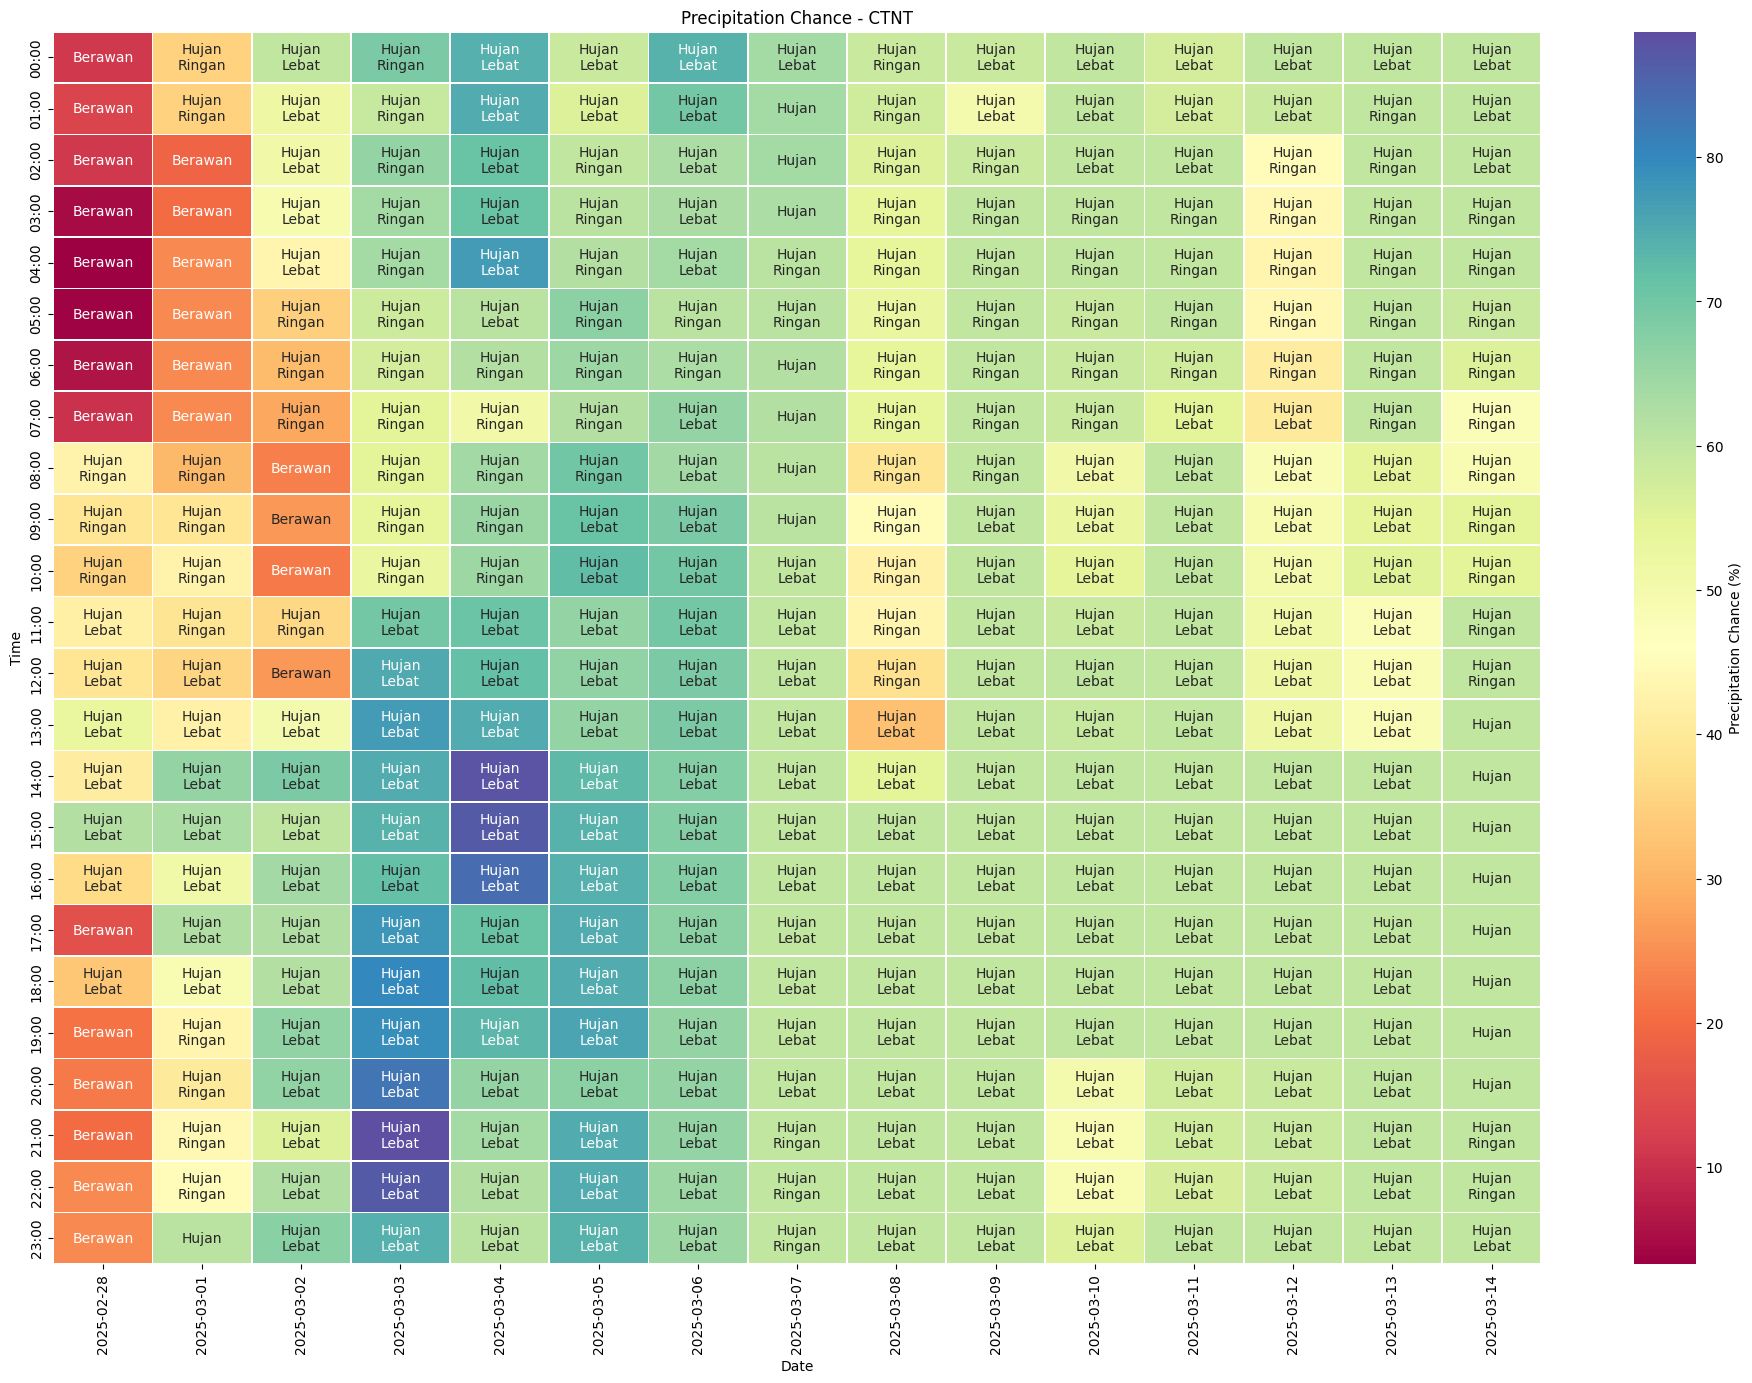 Precipitation Chance - CTNT
Time
00:00 Berawan Hujan Ringan Hujan Lebat Hujan Ringan Hujan Lebat Hujan Lebat Hujan Lebat Hujan Lebat Hujan Ringan Hujan Lebat Hujan Lebat Hujan Lebat Hujan Lebat Hujan Lebat Hujan Lebat
01:00 Berawan Hujan Ringan Hujan Lebat Hujan Ringan Hujan Lebat Hujan Lebat Hujan Lebat Hujan Hujan Ringan Hujan Lebat Hujan Lebat Hujan Lebat Hujan Lebat Hujan Ringan Hujan Lebat
02:00 Berawan Berawan Hujan Lebat Hujan Ringan Hujan Lebat Hujan Ringan Hujan Lebat Hujan Hujan Ringan Hujan Ringan Hujan Lebat Hujan Lebat Hujan Ringan Hujan Ringan Hujan Lebat
03:00 Berawan Berawan Hujan Lebat Hujan Ringan Hujan Lebat Hujan Ringan Hujan Lebat Hujan Hujan Ringan Hujan Ringan Hujan Ringan Hujan Ringan Hujan Ringan Hujan Ringan Hujan Ringan
04:00 Berawan Berawan Hujan Lebat Hujan Ringan Hujan Lebat Hujan Ringan Hujan Lebat Hujan Ringan Hujan Ringan Hujan Ringan Hujan Ringan Hujan Ringan Hujan Ringan Hujan Ringan Hujan Ringan
05:00 Berawan Berawan Hujan Ringan Hujan Ringan Hujan Lebat Hujan Ringan Hujan Ringan Hujan Ringan Hujan Ringan Hujan Ringan Hujan Ringan Hujan Ringan Hujan Ringan Hujan Ringan Hujan Ringan
06:00 Berawan Berawan Hujan Ringan Hujan Ringan Hujan Ringan Hujan Ringan Hujan Ringan Hujan Hujan Ringan Hujan Ringan Hujan Ringan Hujan Ringan Hujan Ringan Hujan Ringan Hujan Ringan
07:00 Berawan Berawan Hujan Ringan Hujan Ringan Hujan Ringan Hujan Ringan Hujan Lebat Hujan Hujan Ringan Hujan Ringan Hujan Ringan Hujan Lebat Hujan Lebat Hujan Ringan Hujan Ringan
08:00 Hujan Ringan Hujan Ringan Berawan Hujan Ringan Hujan Ringan Hujan Ringan Hujan Lebat Hujan Hujan Ringan Hujan Ringan Hujan Lebat Hujan Lebat Hujan Lebat Hujan Lebat Hujan Ringan
09:00 Hujan Ringan Hujan Ringan Berawan Hujan Ringan Hujan Ringan Hujan Lebat Hujan Lebat Hujan Hujan Ringan Hujan Lebat Hujan Lebat Hujan Lebat Hujan Lebat Hujan Lebat Hujan Ringan
10:00 Hujan Ringan Hujan Ringan Berawan Hujan Ringan Hujan Ringan Hujan Lebat Hujan Lebat Hujan Lebat Hujan Ringan Hujan Lebat Hujan Lebat Hujan Lebat Hujan Lebat Hujan Lebat Hujan Ringan
11:00 Hujan Lebat Hujan Ringan Hujan Ringan Hujan Lebat Hujan Lebat Hujan Lebat Hujan Lebat Hujan Lebat Hujan Ringan Hujan Lebat Hujan Lebat Hujan Lebat Hujan Lebat Hujan Lebat Hujan Ringan
12:00 Hujan Lebat Hujan Lebat Berawan Hujan Lebat Hujan Lebat Hujan Lebat Hujan Lebat Hujan Lebat Hujan Ringan Hujan Lebat Hujan Lebat Hujan Lebat Hujan Lebat Hujan Lebat Hujan Ringan
13:00 Hujan Lebat Hujan Lebat Hujan Lebat Hujan Lebat Hujan Lebat Hujan Lebat Hujan Lebat Hujan Lebat Hujan Lebat Hujan Lebat Hujan Lebat Hujan Lebat Hujan Lebat Hujan Lebat Hujan
14:00 Hujan Lebat Hujan Lebat Hujan Lebat Hujan Lebat Hujan Lebat Hujan Lebat Hujan Lebat Hujan Lebat Hujan Lebat Hujan Lebat Hujan Lebat Hujan Lebat Hujan Lebat Hujan Lebat Hujan
15:00 Hujan Lebat Hujan Lebat Hujan Lebat Hujan Lebat Hujan Lebat Hujan Lebat Hujan Lebat Hujan Lebat Hujan Lebat Hujan Lebat Hujan Lebat Hujan Lebat Hujan Lebat Hujan Lebat Hujan
16:00 Hujan Lebat Hujan Lebat Hujan Lebat Hujan Lebat Hujan Lebat Hujan Lebat Hujan Lebat Hujan Lebat Hujan Lebat Hujan Lebat Hujan Lebat Hujan Lebat Hujan Lebat Hujan Lebat Hujan
17:00 Berawan Hujan Lebat Hujan Lebat Hujan Lebat Hujan Lebat Hujan Lebat Hujan Lebat Hujan Lebat Hujan Lebat Hujan Lebat Hujan Lebat Hujan Lebat Hujan Lebat Hujan Lebat Hujan
18:00 Hujan Lebat Hujan Lebat Hujan Lebat Hujan Lebat Hujan Lebat Hujan Lebat Hujan Lebat Hujan Lebat Hujan Lebat Hujan Lebat Hujan Lebat Hujan Lebat Hujan Lebat Hujan Lebat Hujan
19:00 Berawan Hujan Ringan Hujan Lebat Hujan Lebat Hujan Lebat Hujan Lebat Hujan Lebat Hujan Lebat Hujan Lebat Hujan Lebat Hujan Lebat Hujan Lebat Hujan Lebat Hujan Lebat Hujan
20:00 Berawan Hujan Ringan Hujan Lebat Hujan Lebat Hujan Lebat Hujan Lebat Hujan Lebat Hujan Lebat Hujan Lebat Hujan Lebat Hujan Lebat Hujan Lebat Hujan Lebat Hujan Lebat Hujan
21:00 Berawan Hujan Ringan Hujan Lebat Hujan Lebat Hujan Lebat Hujan Lebat Hujan Lebat Hujan Ringan Hujan Lebat Hujan Lebat Hujan Lebat Hujan Lebat Hujan Lebat Hujan Lebat Hujan Ringan
22:00 Berawan Hujan Ringan Hujan Lebat Hujan Lebat Hujan Lebat Hujan Lebat Hujan Lebat Hujan Ringan Hujan Lebat Hujan Lebat Hujan Lebat Hujan Lebat Hujan Lebat Hujan Lebat Hujan Ringan
23:00 Berawan Hujan Hujan Lebat Hujan Lebat Hujan Lebat Hujan Lebat Hujan Lebat Hujan Ringan Hujan Lebat Hujan Lebat Hujan Lebat Hujan Lebat Hujan Lebat Hujan Lebat Hujan Lebat
2025-02-28 2025-03-01 2025-03-02 2025-03-03 2025-03-04 2025-03-05 2025-03-06 2025-03-07 2025-03-08 2025-03-09 2025-03-10 2025-03-11 2025-03-12 2025-03-13 2025-03-14
Date
80
70
60
50
40
30
20
10
Precipitation Chance (%)